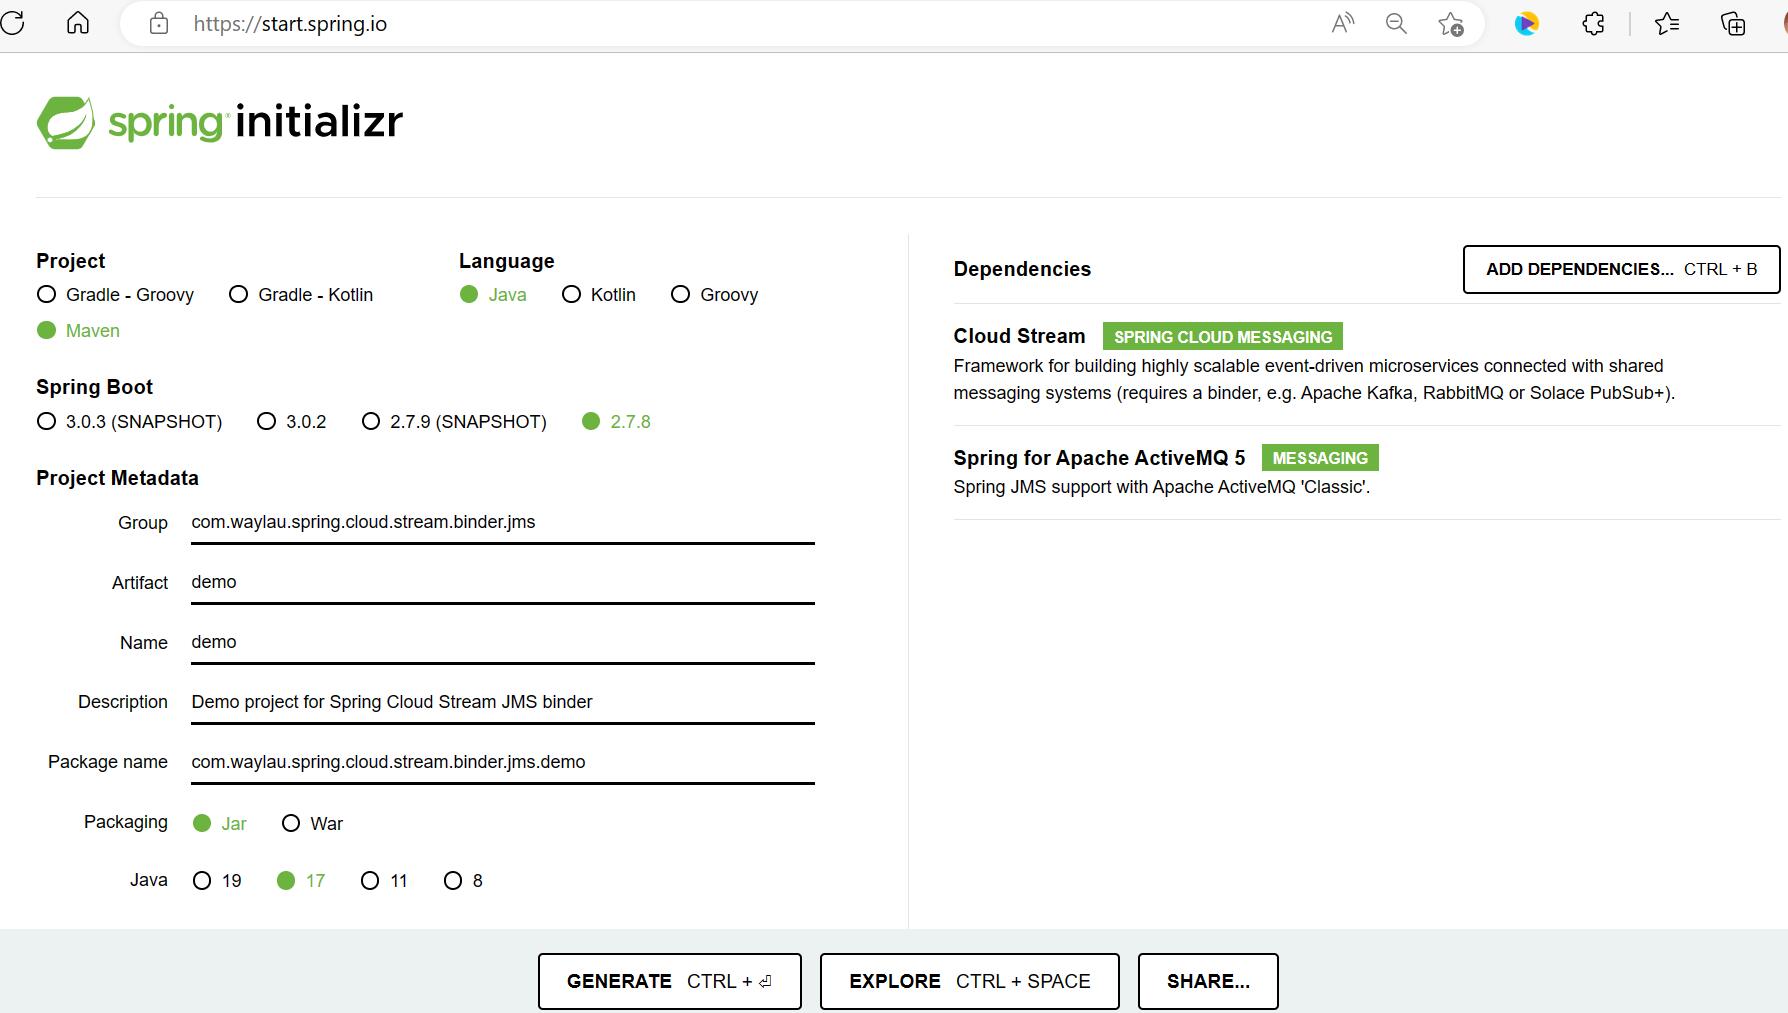 https://start.spring.io
spring initializr
Project
Gradle - Groovy Gradle - Kotlin
Maven
Language
Java Kotlin Groovy
Spring Boot
3.0.3 (SNAPSHOT) 3.0.2 2.7.9 (SNAPSHOT) 2.7.8
Project Metadata
Group com.waylau.spring.cloud.stream.binder.jms
Artifact demo
Name demo
Description Demo project for Spring Cloud Stream JMS binder
Package name com.waylau.spring.cloud.stream.binder.jms.demo
Packaging Jar War
Java 19 17 11 8
Dependencies ADD DEPENDENCIES... CTRL + B
Cloud Stream SPRING CLOUD MESSAGING
Framework for building highly scalable event-driven microservices connected with shared
messaging systems (requires a binder, e.g. Apache Kafka, RabbitMQ or Solace PubSub+).
Spring for Apache ActiveMQ 5 MESSAGING
Spring JMS support with Apache ActiveMQ 'Classic'.
GENERATE CTRL + ⏎ EXPLORE CTRL + SPACE SHARE...